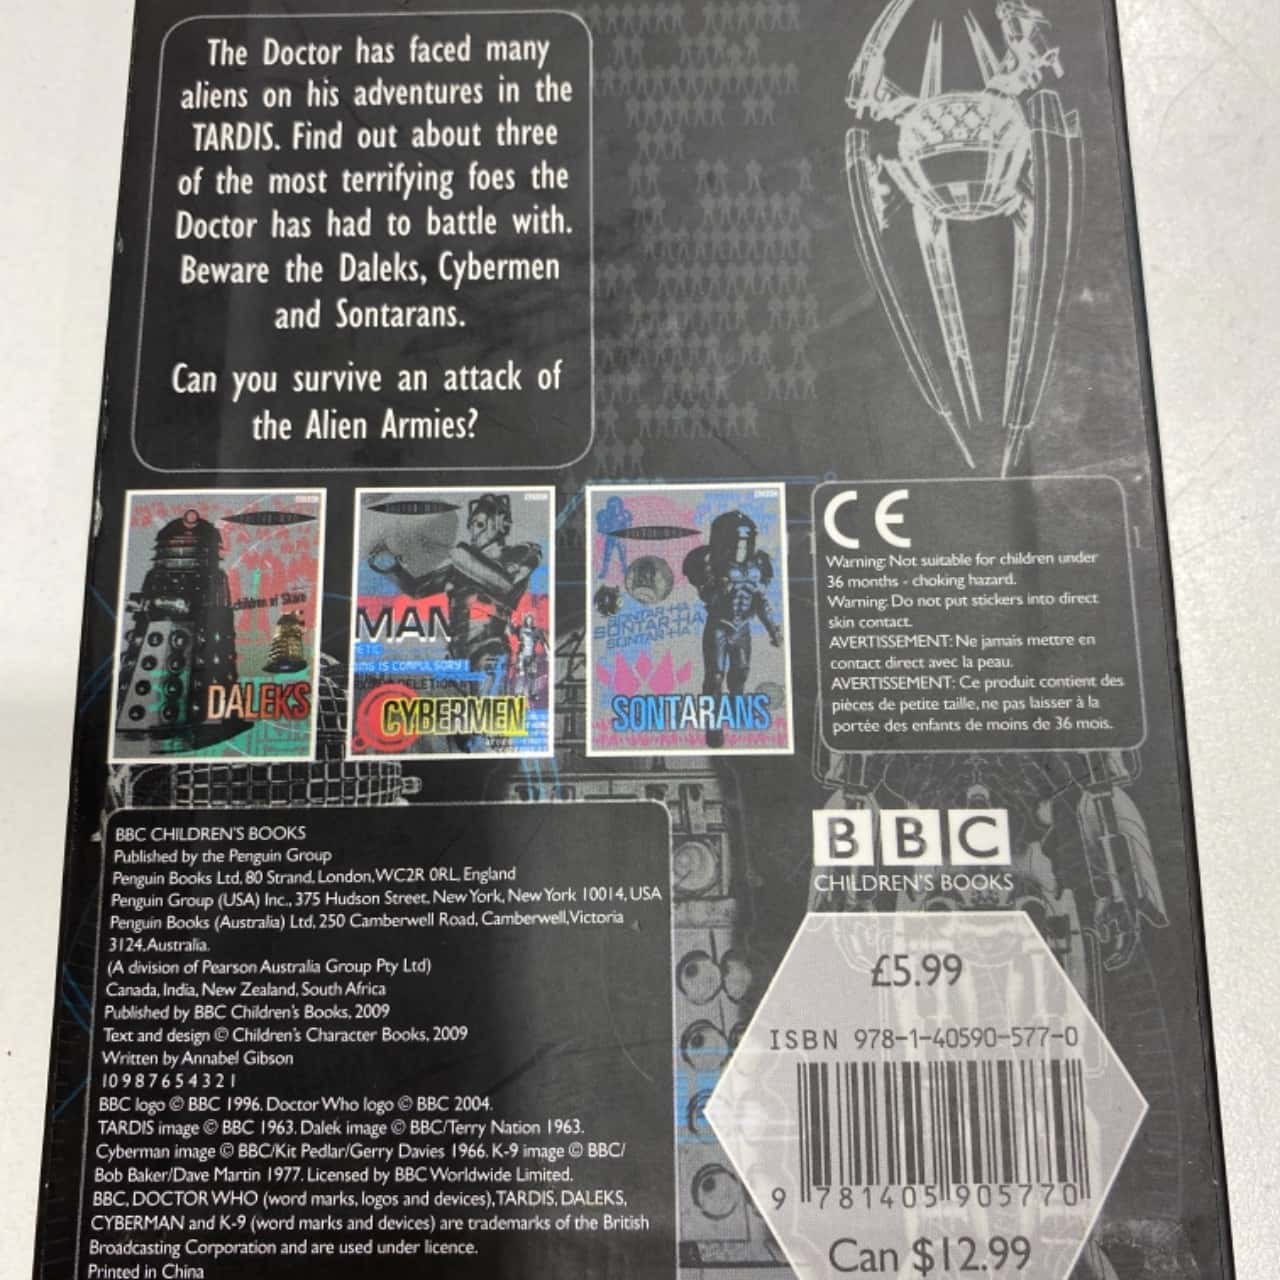 The Doctor has faced many
aliens on his adventures in the
TARDIS. Find out about three
of the most terrifying foes the
Doctor has had to battle with.
Beware the Daleks, Cybermen
and Sontarans.
Can you survive an attack of
the Alien Armies?
children of Skaro
DALEKS
MAN
CYBERMEN
SONTAR-HA
SONTAR-HA
SONTAR-HA!
SONTARANS
CE
Warning: Not suitable for children under
36 months - choking hazard.
Warning: Do not put stickers into direct
skin contact.
AVERTISSEMENT: Ne jamais mettre en
contact direct avec la peau.
AVERTISSEMENT: Ce produit contient des
pièces de petite taille, ne pas laisser à la
portée des enfants de moins de 36 mois.
BBC CHILDREN'S BOOKS
Published by the Penguin Group
Penguin Books Ltd, 80 Strand, London, WC2R 0RL, England
Penguin Group (USA) Inc., 375 Hudson Street, New York, New York 10014, USA
Penguin Books (Australia) Ltd, 250 Camberwell Road, Camberwell, Victoria
3124, Australia.
(A division of Pearson Australia Group Pty Ltd)
Canada, India, New Zealand, South Africa
Published by BBC Children's Books, 2009
Text and design © Children's Character Books, 2009
Written by Annabel Gibson
10 9 8 7 6 5 4 3 2 1
BBC logo © BBC 1996. Doctor Who logo © BBC 2004.
TARDIS image © BBC 1963. Dalek image © BBC/Terry Nation 1963.
Cyberman image © BBC/Kit Pedlar/Gerry Davies 1966. K-9 image © BBC/
Bob Baker/Dave Martin 1977. Licensed by BBC Worldwide Limited.
BBC, DOCTOR WHO (word marks, logos and devices), TARDIS, DALEKS,
CYBERMAN and K-9 (word marks and devices) are trademarks of the British
Broadcasting Corporation and are used under licence.
Printed in China
BBC
CHILDREN'S BOOKS
£5.99
ISBN 978-1-40590-577-0
9 781405 905770
Can $12.99